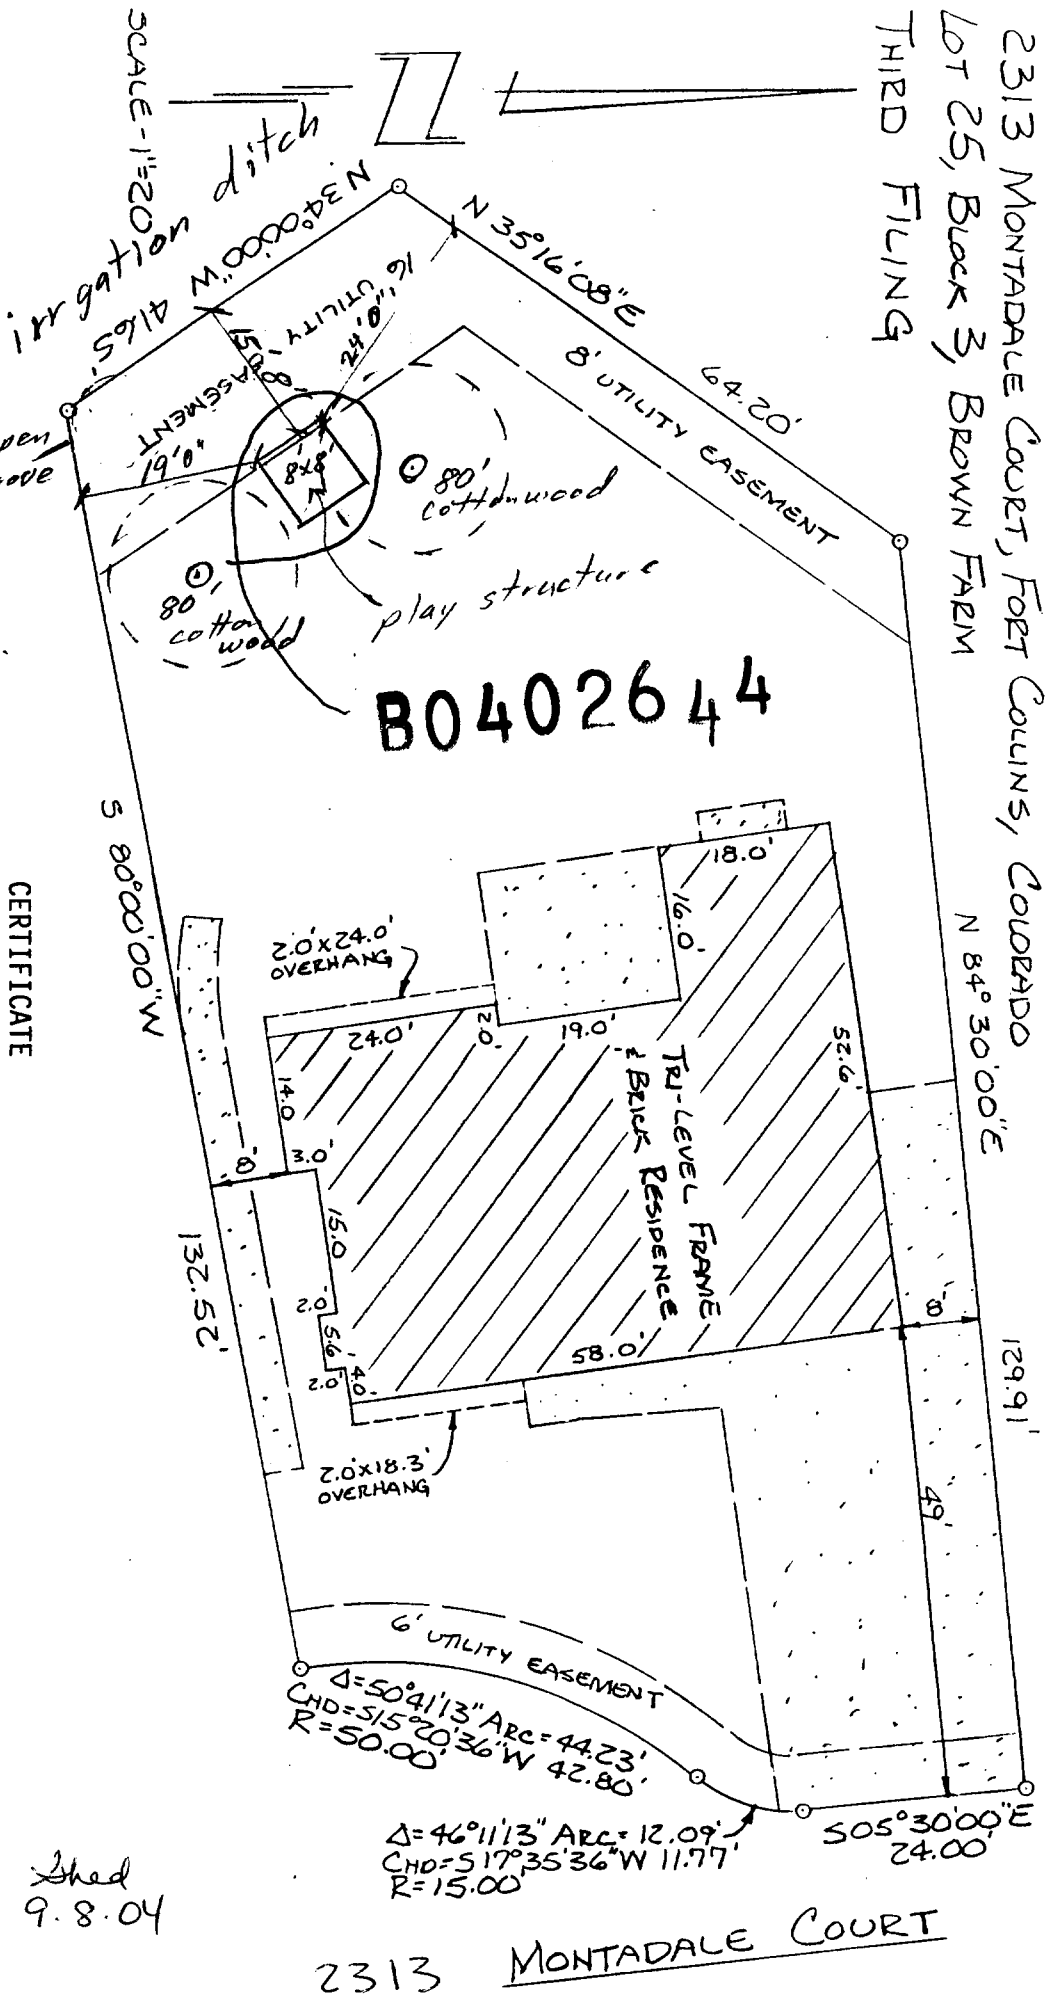 2313 MONTADALE COURT, FORT COLLINS, COLORADO
LOT 25, BLOCK 3, BROWN FARM
THIRD FILING
N
SCALE - 1"=20'
irrigation ditch
N 34°00'00" W
41.65'
N 35°16'08"E
64.20'
16' UTILITY EASEMENT
8' UTILITY EASEMENT
15'0"
24'0"
19'0"
8'
8'x8'
80'
cottonwood
80'
cotton
wood
play structure
B0402644
S 80°00'00"W
132.52'
N 84°30'00"E
129.91'
18.0'
16.0'
2.0'x24.0'
OVERHANG
24.0'
2.0'
19.0'
52.6'
14.0
TRI-LEVEL FRAME
& BRICK RESIDENCE
3.0'
8'
15.0
2.0'
5.6'
2.0'
4.0'
58.0'
8'
2.0'x18.3'
OVERHANG
49'
6' UTILITY EASEMENT
Δ=50°41'13" ARC=44.23'
CHD=S15°20'36"W 42.80'
R=50.00'
Δ=46°11'13" ARC=12.09'
CHD=S17°35'36"W 11.77'
R=15.00'
S05°30'00"E
24.00'
CERTIFICATE
Shed
9.8.04
2313 MONTADALE COURT